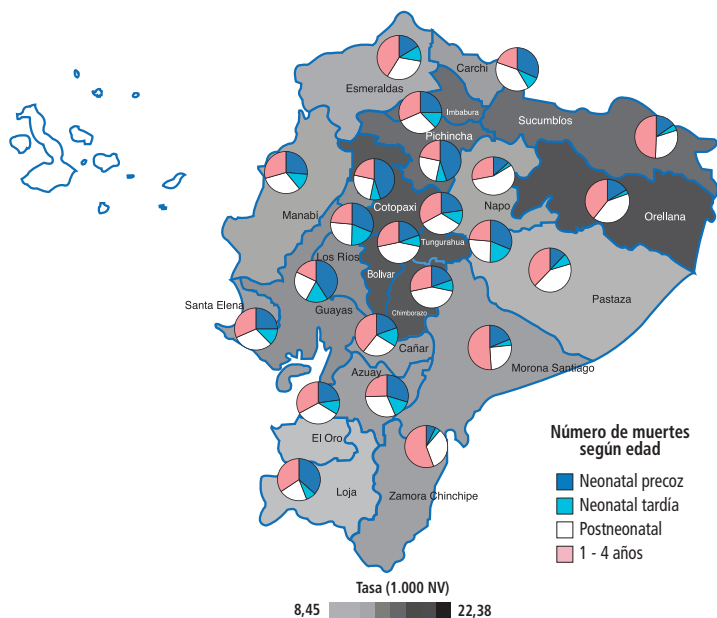 Carchi
Esmeraldas
Imbabura
Sucumbíos
Pichincha
Cotopaxi
Napo
Manabí
Orellana
Tungurahua
Los Ríos
Bolivar
Pastaza
Santa Elena
Guayas
Chimborazo
Cañar
Morona Santiago
Azuay
El Oro
Loja
Zamora Chinchipe
Número de muertes
según edad
Neonatal precoz
Neonatal tardía
Postneonatal
1 - 4 años
Tasa (1.000 NV)
8,45 22,38